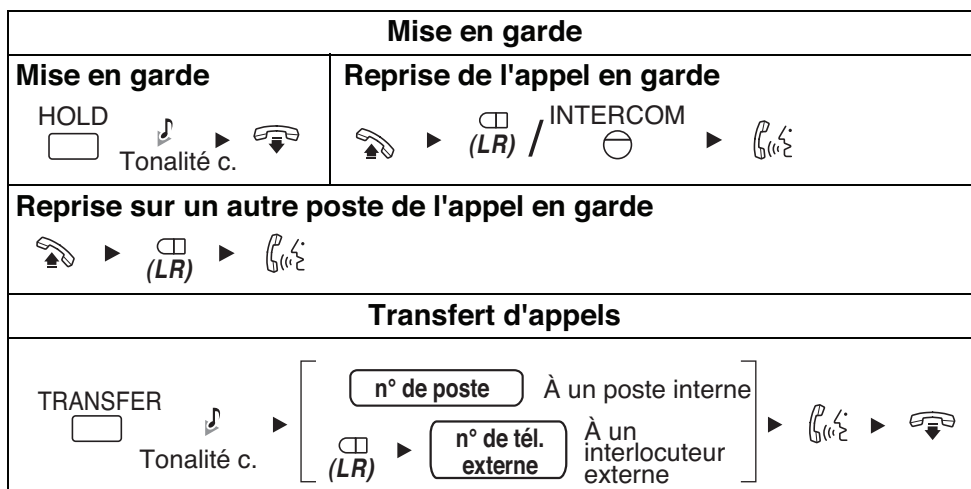 Mise en garde
Mise en garde
HOLD
Tonalité c.
Reprise de l'appel en garde
(LR) / INTERCOM
Reprise sur un autre poste de l'appel en garde
(LR)
Transfert d'appels
TRANSFER
Tonalité c.
n° de poste À un poste interne
(LR)
n° de tél.
externe
À un
interlocuteur
externe